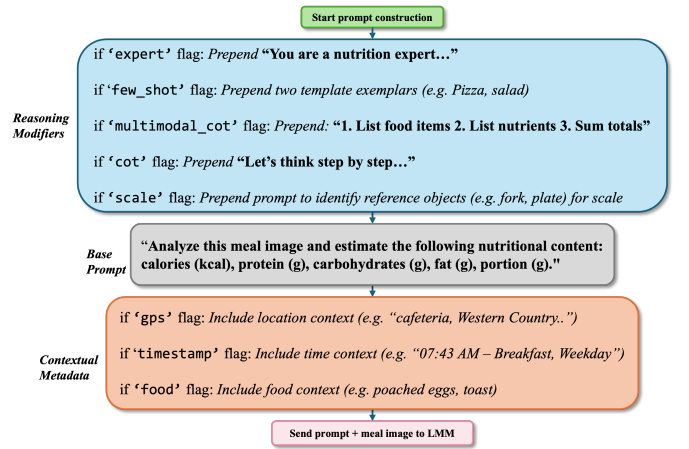 Start prompt construction
Reasoning
Modifiers
if ‘expert’ flag: Prepend “You are a nutrition expert…”
if ‘few_shot’ flag: Prepend two template exemplars (e.g. Pizza, salad)
if ‘multimodal_cot’ flag: Prepend: “1. List food items 2. List nutrients 3. Sum totals”
if ‘cot’ flag: Prepend “Let’s think step by step…”
if ‘scale’ flag: Prepend prompt to identify reference objects (e.g. fork, plate) for scale
Base
Prompt
“Analyze this meal image and estimate the following nutritional content:
calories (kcal), protein (g), carbohydrates (g), fat (g), portion (g)."
Contextual
Metadata
if ‘gps’ flag: Include location context (e.g. “cafeteria, Western Country..”)
if ‘timestamp’ flag: Include time context (e.g. “07:43 AM – Breakfast, Weekday”)
if ‘food’ flag: Include food context (e.g. poached eggs, toast)
Send prompt + meal image to LMM